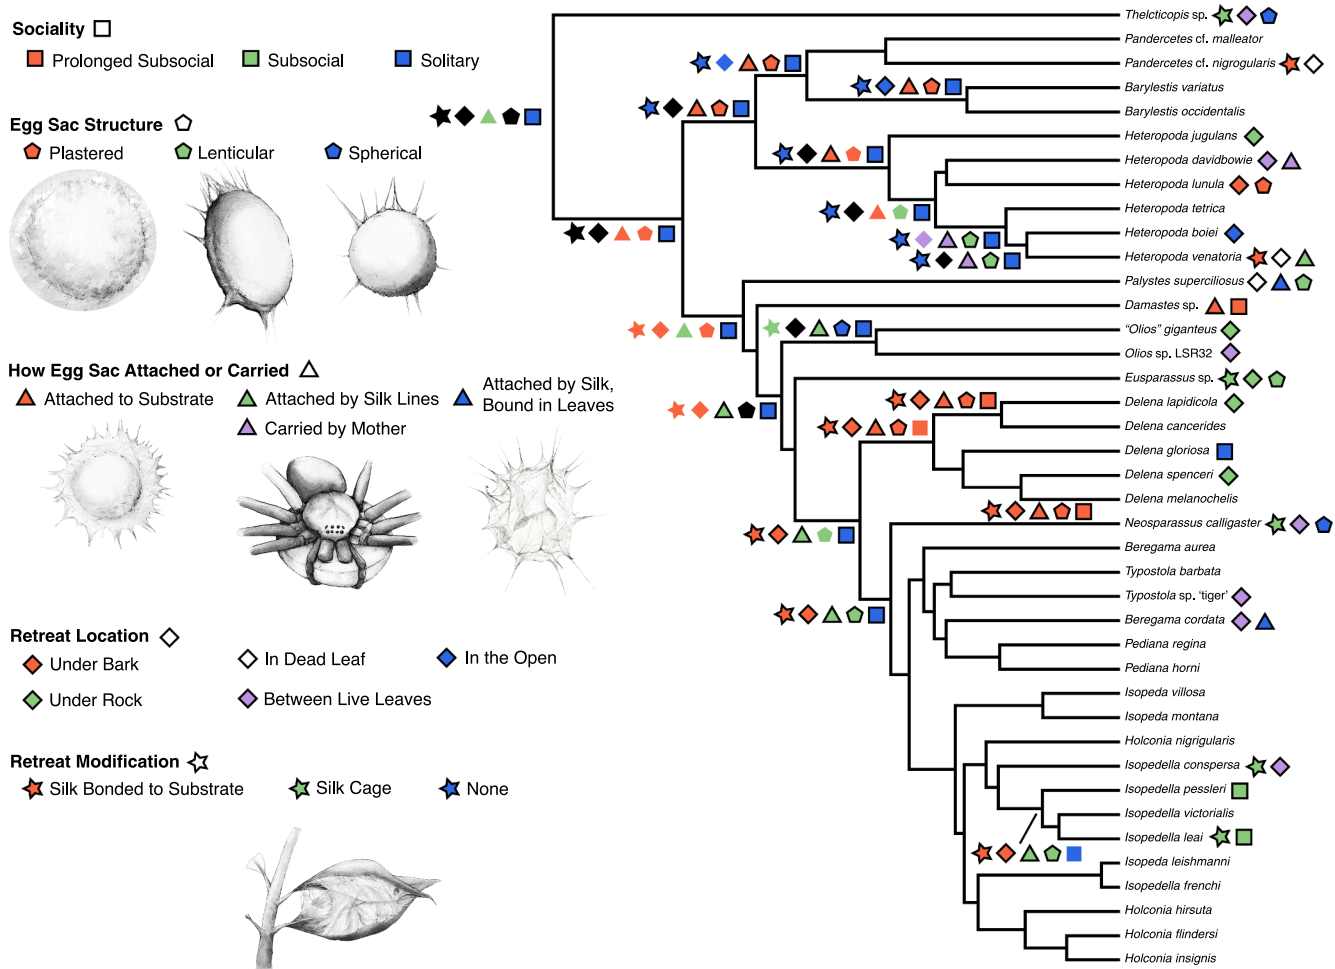 Sociality
Prolonged Subsocial
Subsocial
Solitary
Egg Sac Structure
Plastered
Lenticular
Spherical
How Egg Sac Attached or Carried
Attached to Substrate
Attached by Silk Lines
Attached by Silk,
Bound in Leaves
Carried by Mother
Retreat Location
Under Bark
In Dead Leaf
In the Open
Under Rock
Between Live Leaves
Retreat Modification
Silk Bonded to Substrate
Silk Cage
None
Thelcticopis sp.
Pandercetes cf. malleator
Pandercetes cf. nigrogularis
Barylestis variatus
Barylestis occidentalis
Heteropoda jugulans
Heteropoda davidbowie
Heteropoda lunula
Heteropoda tetrica
Heteropoda boiei
Heteropoda venatoria
Palystes superciliosus
Damastes sp.
“Olios” giganteus
Olios sp. LSR32
Eusparassus sp.
Delena lapidicola
Delena cancerides
Delena gloriosa
Delena spenceri
Delena melanochelis
Neosparassus calligaster
Beregama aurea
Typostola barbata
Typostola sp. ‘tiger’
Beregama cordata
Pediana regina
Pediana horni
Isopeda villosa
Isopeda montana
Holconia nigrigularis
Isopedella conspersa
Isopedella pessleri
Isopedella victorialis
Isopedella leai
Isopeda leishmanni
Isopedella frenchi
Holconia hirsuta
Holconia flindersi
Holconia insignis